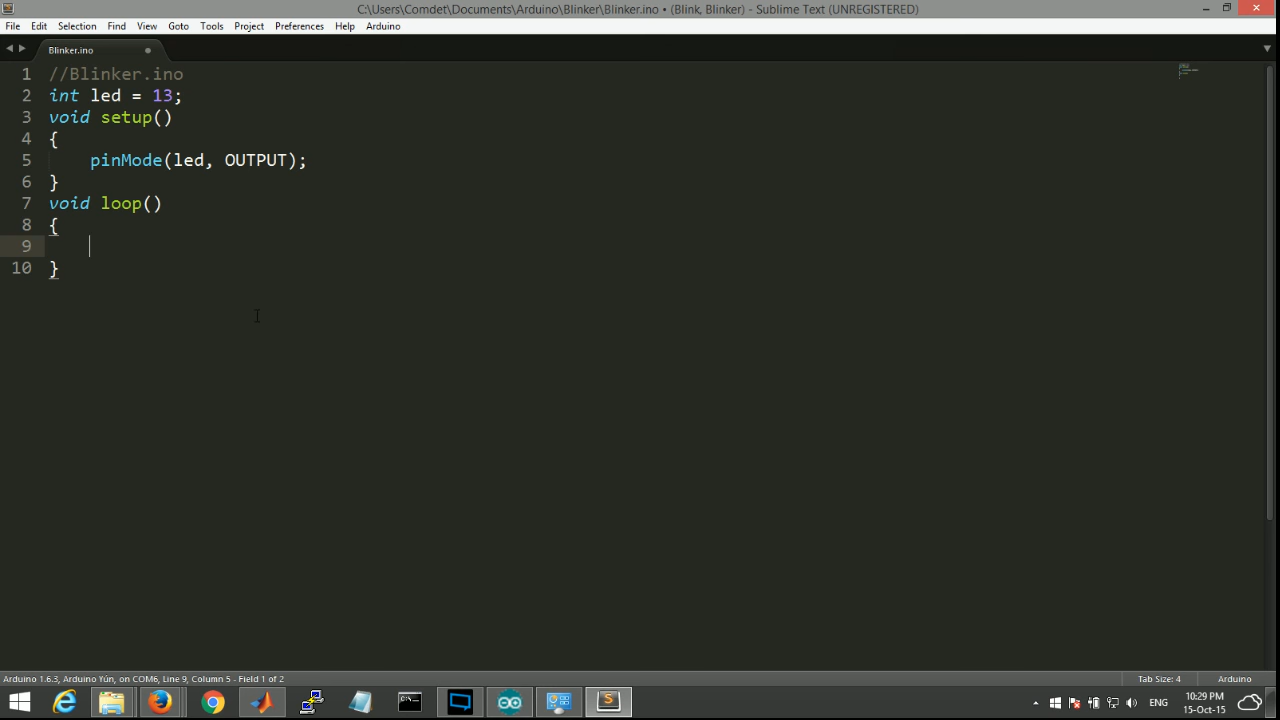 C:\Users\Comdet\Documents\Arduino\Blinker\Blinker.ino • (Blink, Blinker) - Sublime Text (UNREGISTERED)
File Edit Selection Find View Goto Tools Project Preferences Help Arduino
Blinker.ino
1 //Blinker.ino
2 int led = 13;
3 void setup()
4 {
5 pinMode(led, OUTPUT);
6 }
7 void loop()
8 {
9
10 }
Arduino 1.6.3, Arduino Yún, on COM6, Line 9, Column 5 - Field 1 of 2 Tab Size: 4 Arduino
ENG 10:29 PM
15-Oct-15